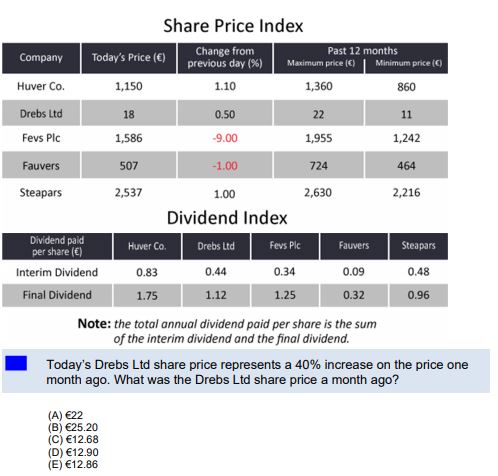 Share Price Index
Company Today's Price (€) Change from previous day (%) Past 12 months
Maximum price (€) Minimum price (€)
Huver Co. 1,150 1.10 1,360 860
Drebs Ltd 18 0.50 22 11
Fevs Plc 1,586 -9.00 1,955 1,242
Fauvers 507 -1.00 724 464
Steapars 2,537 1.00 2,630 2,216
Dividend Index
Dividend paid per share (€) Huver Co. Drebs Ltd Fevs Plc Fauvers Steapars
Interim Dividend 0.83 0.44 0.34 0.09 0.48
Final Dividend 1.75 1.12 1.25 0.32 0.96
Note: the total annual dividend paid per share is the sum
of the interim dividend and the final dividend.
Today's Drebs Ltd share price represents a 40% increase on the price one
month ago. What was the Drebs Ltd share price a month ago?
(A) €22
(B) €25.20
(C) €12.68
(D) €12.90
(E) €12.86